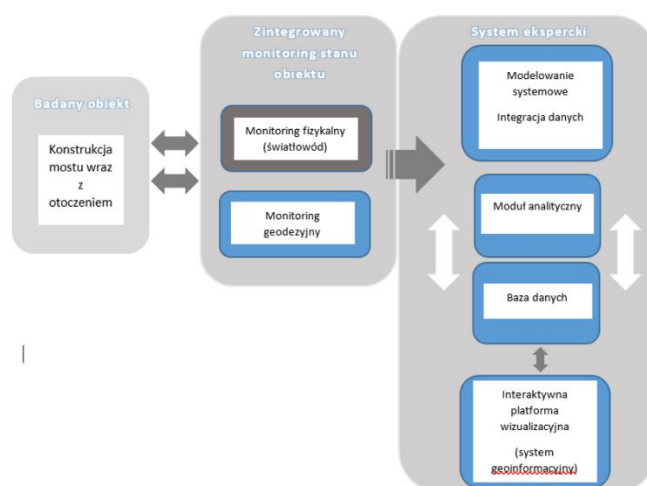 Badany obiekt
Konstrukcja
mostu wraz
z
otoczeniem
Zintegrowany
monitoring stanu
obiektu
Monitoring fizykalny
(światłowód)
Monitoring
geodezyjny
System ekspercki
Modelowanie
systemowe
Integracja danych
Moduł analityczny
Baza danych
Interaktywna
platforma
wizualizacyjna
(system
geoinformacyjny)